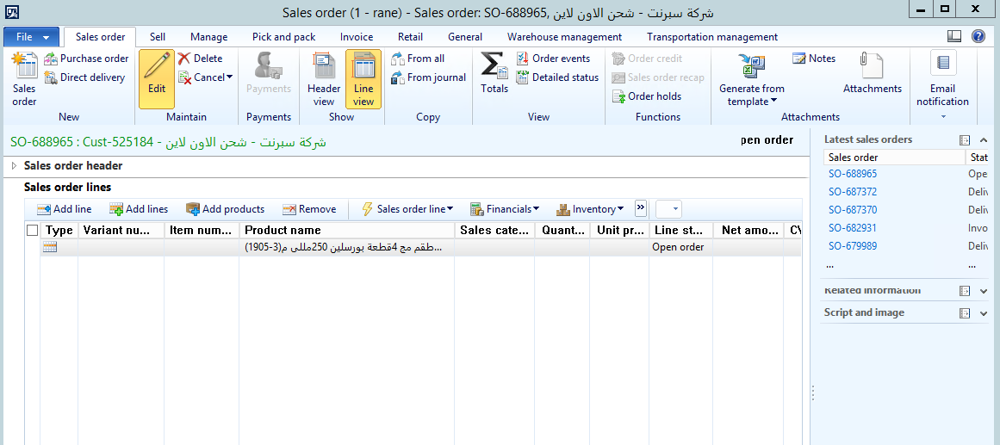 Sales order (1 - rane) - Sales order: SO-688965, شركة سبرنت - شحن الاون لاين
File Sales order Sell Manage Pick and pack Invoice Retail General Warehouse management Transportation management
Sales order
Purchase order
Direct delivery
New
Edit
Delete
Cancel
Maintain
Payments
Payments
Header view
Line view
Show
From all
From journal
Copy
Totals
Order events
Detailed status
View
Order credit
Sales order recap
Order holds
Functions
Generate from template
Notes
Attachments
Attachments
Email notification
SO-688965 : Cust-525184 - شركة سبرنت - شحن الاون لاين
pen order
Sales order header
Sales order lines
Add line Add lines Add products Remove Sales order line Financials Inventory »
Type Variant nu... Item num... Product name Sales cate... Quant... Unit pr... Line st... Net amo... CV
طقم مج 4قطعة بورسلين 250مللى م(3-1905)... Open order
Latest sales orders
Sales order Stat
SO-688965 Ope
SO-687372 Deliv
SO-687370 Deliv
SO-682931 Invo
SO-679989 Deliv
... ...
Related information
Script and image